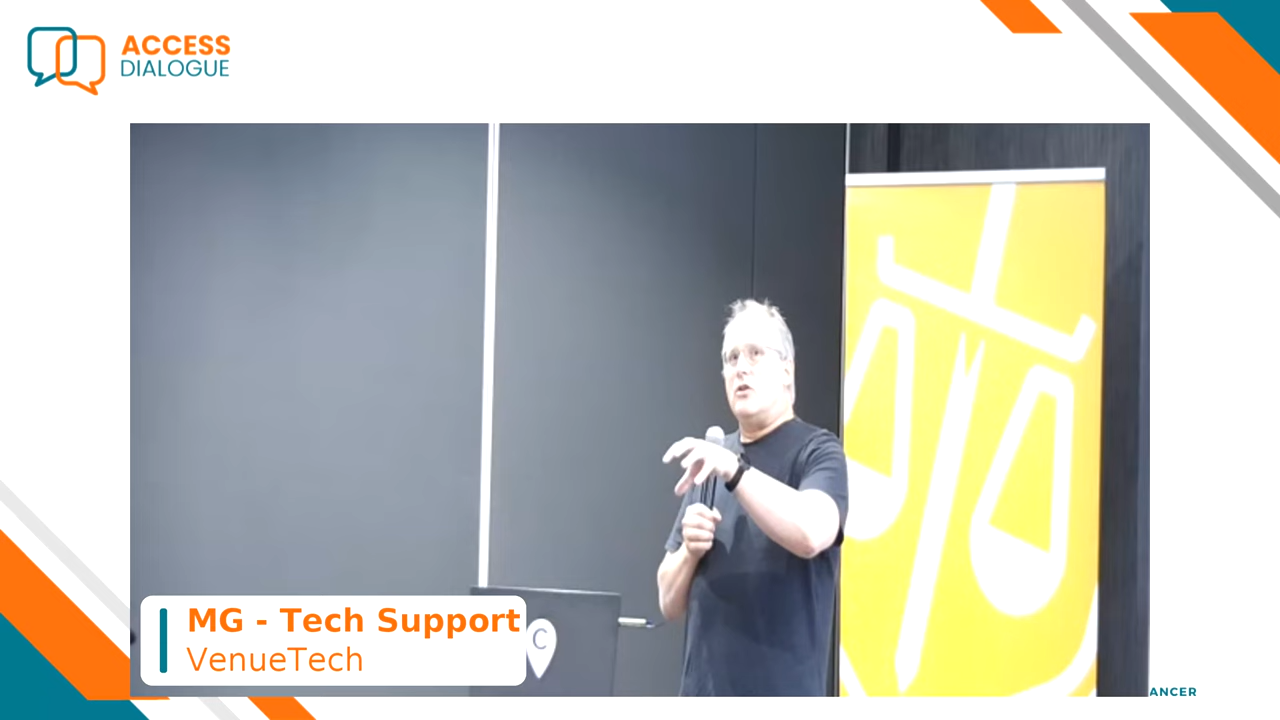 ACCESS
DIALOGUE
MG - Tech Support
VenueTech
C
ANCER